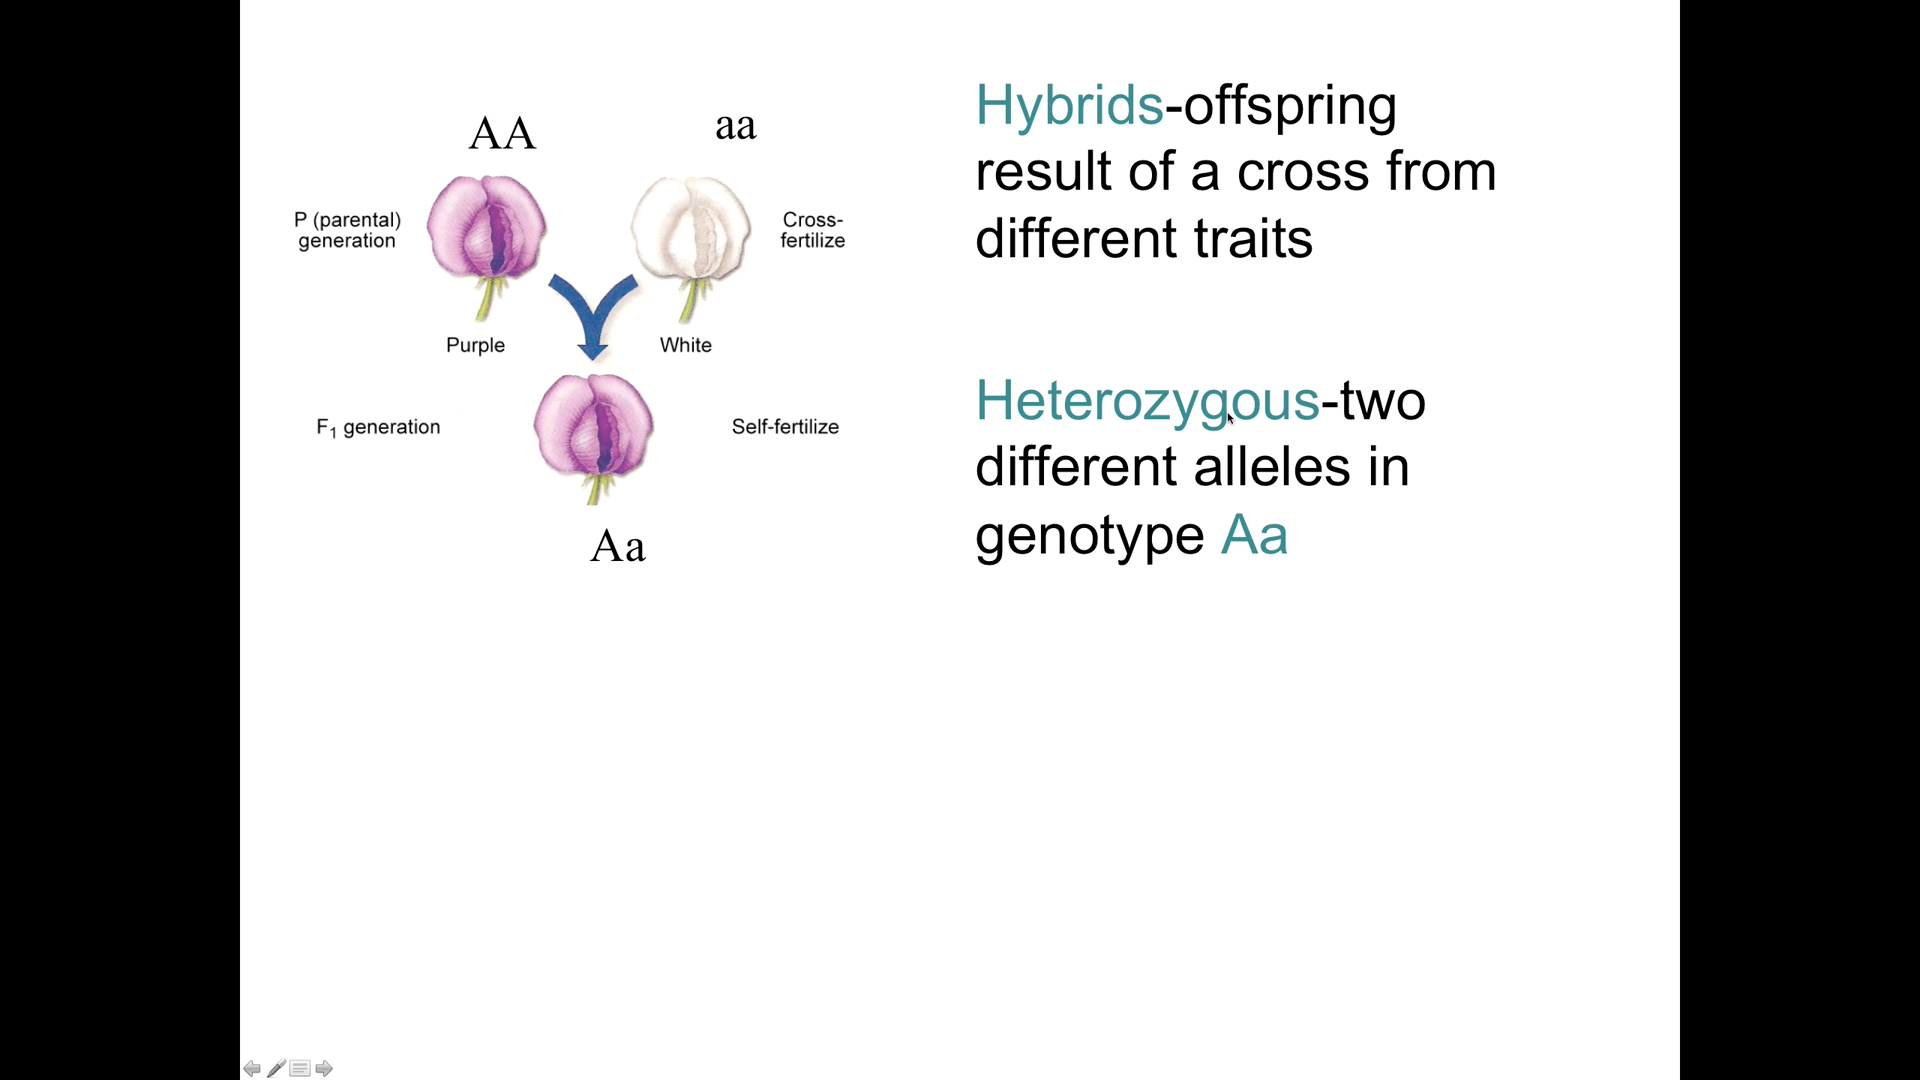 AA
aa
P (parental)
generation
Cross-
fertilize
Purple
White
F1 generation
Self-fertilize
Aa
Hybrids-offspring
result of a cross from
different traits
Heterozygous-two
different alleles in
genotype Aa